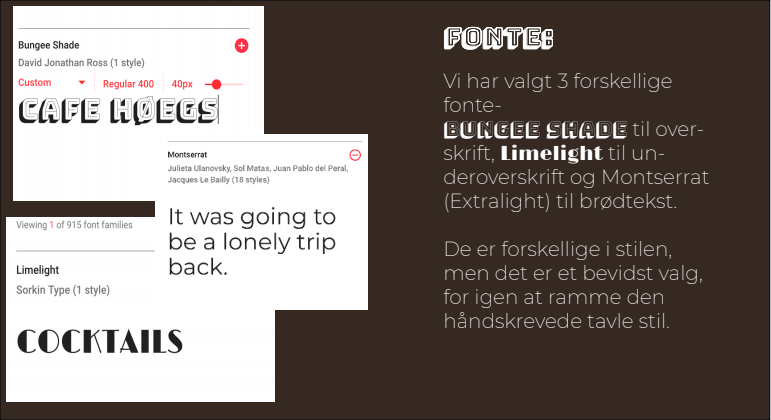 Bungee Shade
David Jonathan Ross (1 style)
Custom Regular 400 40px
CAFE HØEGS
Montserrat
Julieta Ulanovsky, Sol Matas, Juan Pablo del Peral,
Jacques Le Bailly (18 styles)
It was going to
be a lonely trip
back.
Viewing 1 of 915 font families
Limelight
Sorkin Type (1 style)
COCKTAILS
FONTE:
Vi har valgt 3 forskellige
fonte-
BUNGEE SHADE til over-
skrift, Limelight til un-
deroverskrift og Montserrat
(Extralight) til brødtekst.
De er forskellige i stilen,
men det er et bevidst valg,
for igen at ramme den
håndskrevede tavle stil.